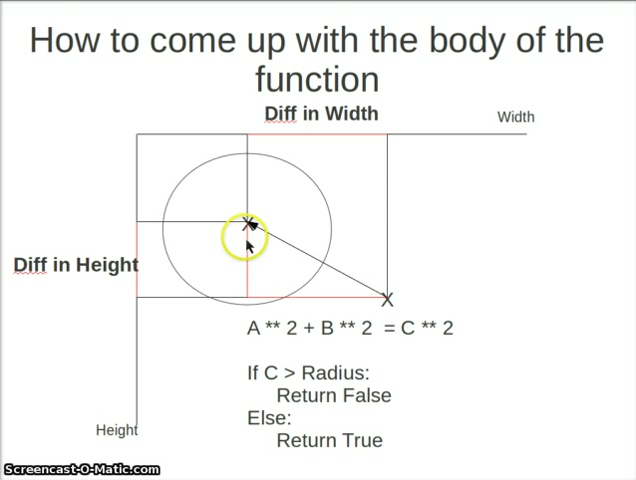 How to come up with the body of the
function
Diff in Width
Width
X
Diff in Height
X
A ** 2 + B ** 2 = C ** 2
If C > Radius:
Return False
Else:
Return True
Height
Screencast-O-Matic.com